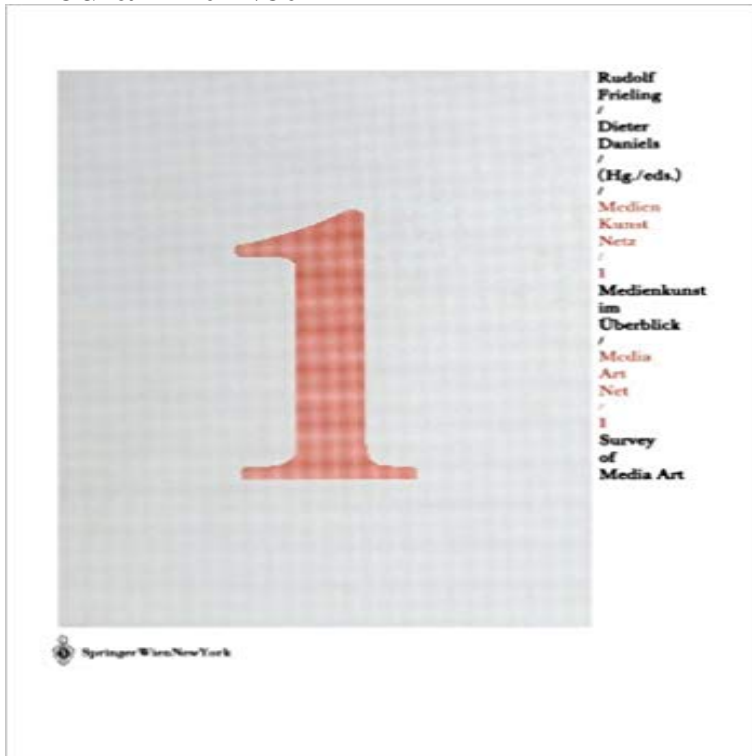 1
Rudolf
Frieling
/
Dieter
Daniels
/
(Hg./eds.)
/
Medien
Kunst
Netz
/
1
Medienkunst
im
Überblick
/
Media
Art
Net
/
1
Survey
of
Media Art
SpringerWienNewYork